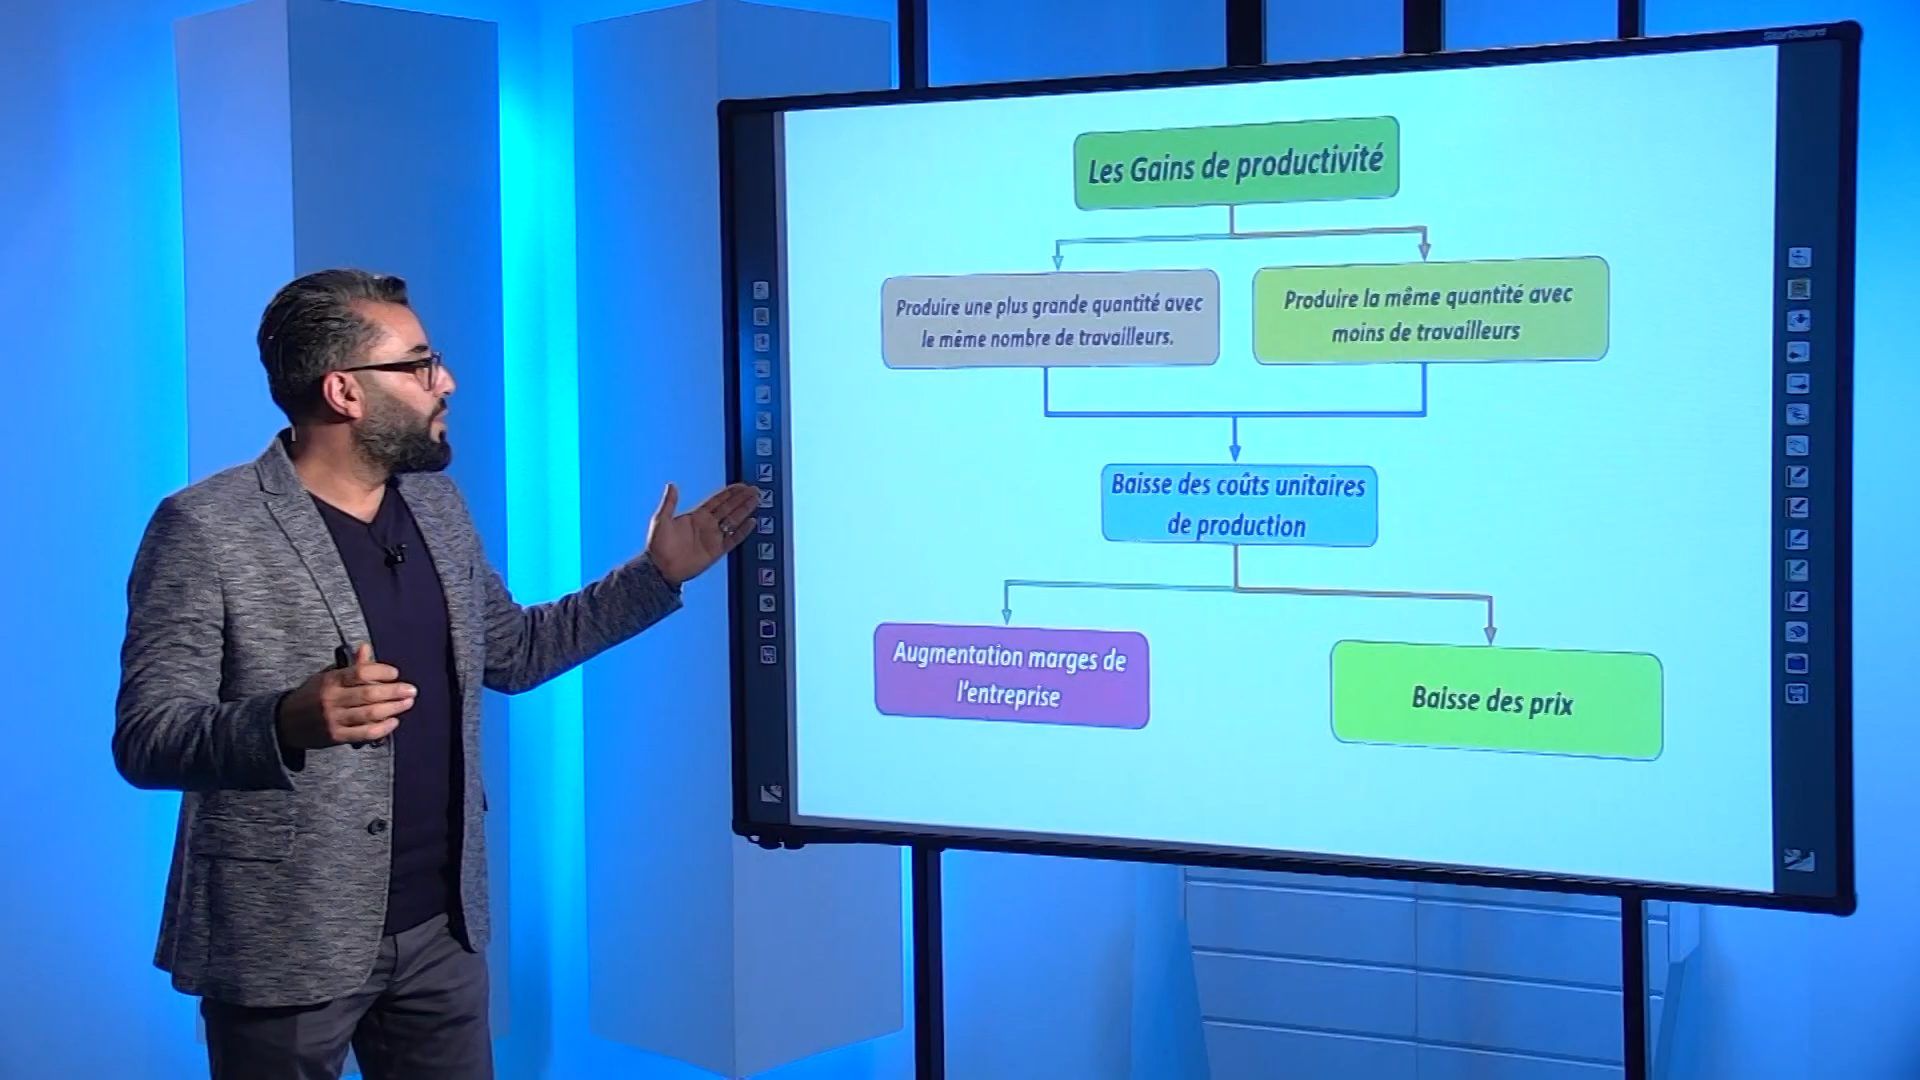 StarBoard
Les Gains de productivité
Produire une plus grande quantité avec
le même nombre de travailleurs.
Produire la même quantité avec
moins de travailleurs
Baisse des coûts unitaires
de production
Augmentation marges de
l'entreprise
Baisse des prix